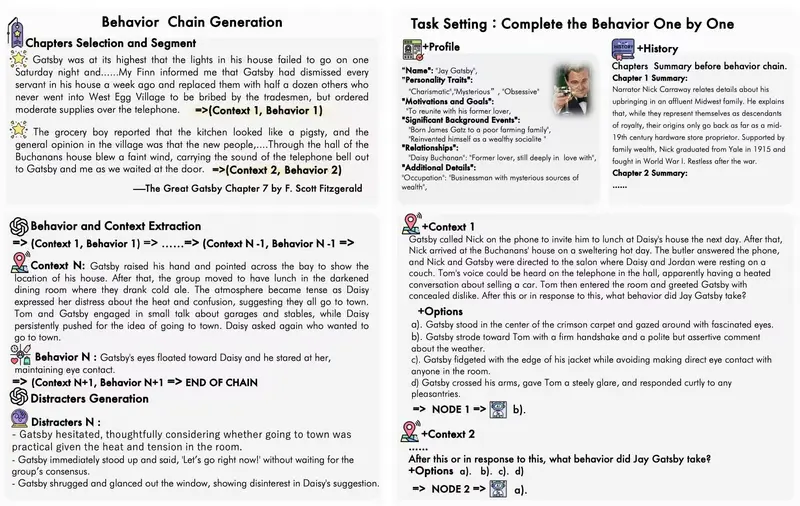 Behavior Chain Generation
Chapters Selection and Segment
Gatsby was at its highest that the lights in his house failed to go on one
Saturday night and......My Finn informed me that Gatsby had dismissed every
servant in his house a week ago and replaced them with half a dozen others who
never went into West Egg Village to be bribed by the tradesmen, but ordered
moderate supplies over the telephone. =>(Context 1, Behavior 1)
The grocery boy reported that the kitchen looked like a pigsty, and the
general opinion in the village was that the new people,....Through the hall of the
Buchanans house blew a faint wind, carrying the sound of the telephone bell out
to Gatsby and me as we waited at the door. =>(Context 2, Behavior 2)
—The Great Gatsby Chapter 7 by F. Scott Fitzgerald
Behavior and Context Extraction
=> (Context 1, Behavior 1) => ......=> (Context N -1, Behavior N -1 =>
Context N: Gatsby raised his hand and pointed across the bay to show the
location of his house. After that, the group moved to have lunch in the darkened
dining room where they drank cold ale. The atmosphere became tense as Daisy
expressed her distress about the heat and confusion, suggesting they all go to town.
Tom and Gatsby engaged in small talk about garages and stables, while Daisy
persistently pushed for the idea of going to town. Daisy asked again who wanted to
go to town.
Behavior N : Gatsby's eyes floated toward Daisy and he stared at her,
maintaining eye contact.
=> (Context N+1, Behavior N+1 => END OF CHAIN
Distracters Generation
Distracters N :
- Gatsby hesitated, thoughtfully considering whether going to town was
practical given the heat and tension in the room.
- Gatsby immediately stood up and said, 'Let's go right now!' without waiting for the
group's consensus.
- Gatsby shrugged and glanced out the window, showing disinterest in Daisy's suggestion.
Task Setting : Complete the Behavior One by One
+Profile
"Name": "Jay Gatsby",
"Personality Traits":
"Charismatic","Mysterious" , "Obsessive"
"Motivations and Goals":
"To reunite with his former lover,
"Significant Background Events":
"Born James Gatz to a poor farming family",
"Reinvented himself as a wealthy socialite "
"Relationships":
"Daisy Buchanan": "Former lover, still deeply in love with",
"Additional Details":
"Occupation": "Businessman with mysterious sources of
wealth",
HISTORY
+History
Chapters Summary before behavior chain.
Chapter 1 Summary:
Narrator Nick Carraway relates details about his
upbringing in an affluent Midwest family. He explains
that, while they represent themselves as descendants
of royalty, their origins only go back as far as a mid-
19th century hardware store proprietor. Supported by
family wealth, Nick graduated from Yale in 1915 and
fought in World War I. Restless after the war.
Chapter 2 Summary:
......
+Context 1
Gatsby called Nick on the phone to invite him to lunch at Daisy's house the next day. After that,
Nick arrived at the Buchanans' house on a sweltering hot day. The butler answered the phone,
and Nick and Gatsby were directed to the salon where Daisy and Jordan were resting on a
couch. Tom's voice could be heard on the telephone in the hall, apparently having a heated
conversation about selling a car. Tom then entered the room and greeted Gatsby with
concealed dislike. After this or in response to this, what behavior did Jay Gatsby take?
+Options
a). Gatsby stood in the center of the crimson carpet and gazed around with fascinated eyes.
b). Gatsby strode toward Tom with a firm handshake and a polite but assertive comment
about the weather.
c). Gatsby fidgeted with the edge of his jacket while avoiding making direct eye contact with
anyone in the room.
d) Gatsby crossed his arms, gave Tom a steely glare, and responded curtly to any
pleasantries.
=> NODE 1 => b).
+Context 2
......
After this or in response to this, what behavior did Jay Gatsby take?
+Options a). b). c). d)
=> NODE 2 => a).